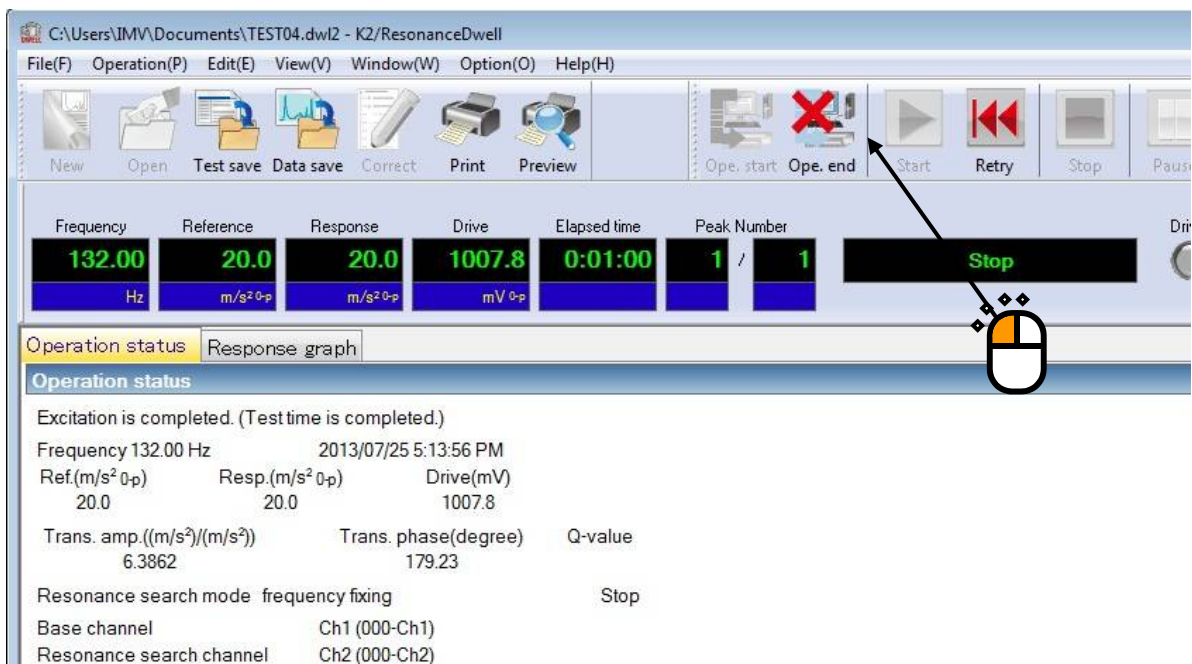 C:\Users\IMV\Documents\TEST04.dwl2 - K2/ResonanceDwell
File(F) Operation(P) Edit(E) View(V) Window(W) Option(O) Help(H)
New Open Test save Data save Correct Print Preview Ope. start Ope. end Start Retry Stop Pause
Frequency Reference Response Drive Elapsed time Peak Number Dri
132.00 20.0 20.0 1007.8 0:01:00 1 / 1 Stop
Hz m/s² 0-p m/s² 0-p mV 0-p
Operation status Response graph
Operation status
Excitation is completed. (Test time is completed.)
Frequency 132.00 Hz 2013/07/25 5:13:56 PM
Ref.(m/s² 0-p) Resp.(m/s² 0-p) Drive(mV)
20.0 20.0 1007.8
Trans. amp.((m/s²)/(m/s²)) Trans. phase(degree) Q-value
6.3862 179.23
Resonance search mode frequency fixing Stop
Base channel Ch1 (000-Ch1)
Resonance search channel Ch2 (000-Ch2)